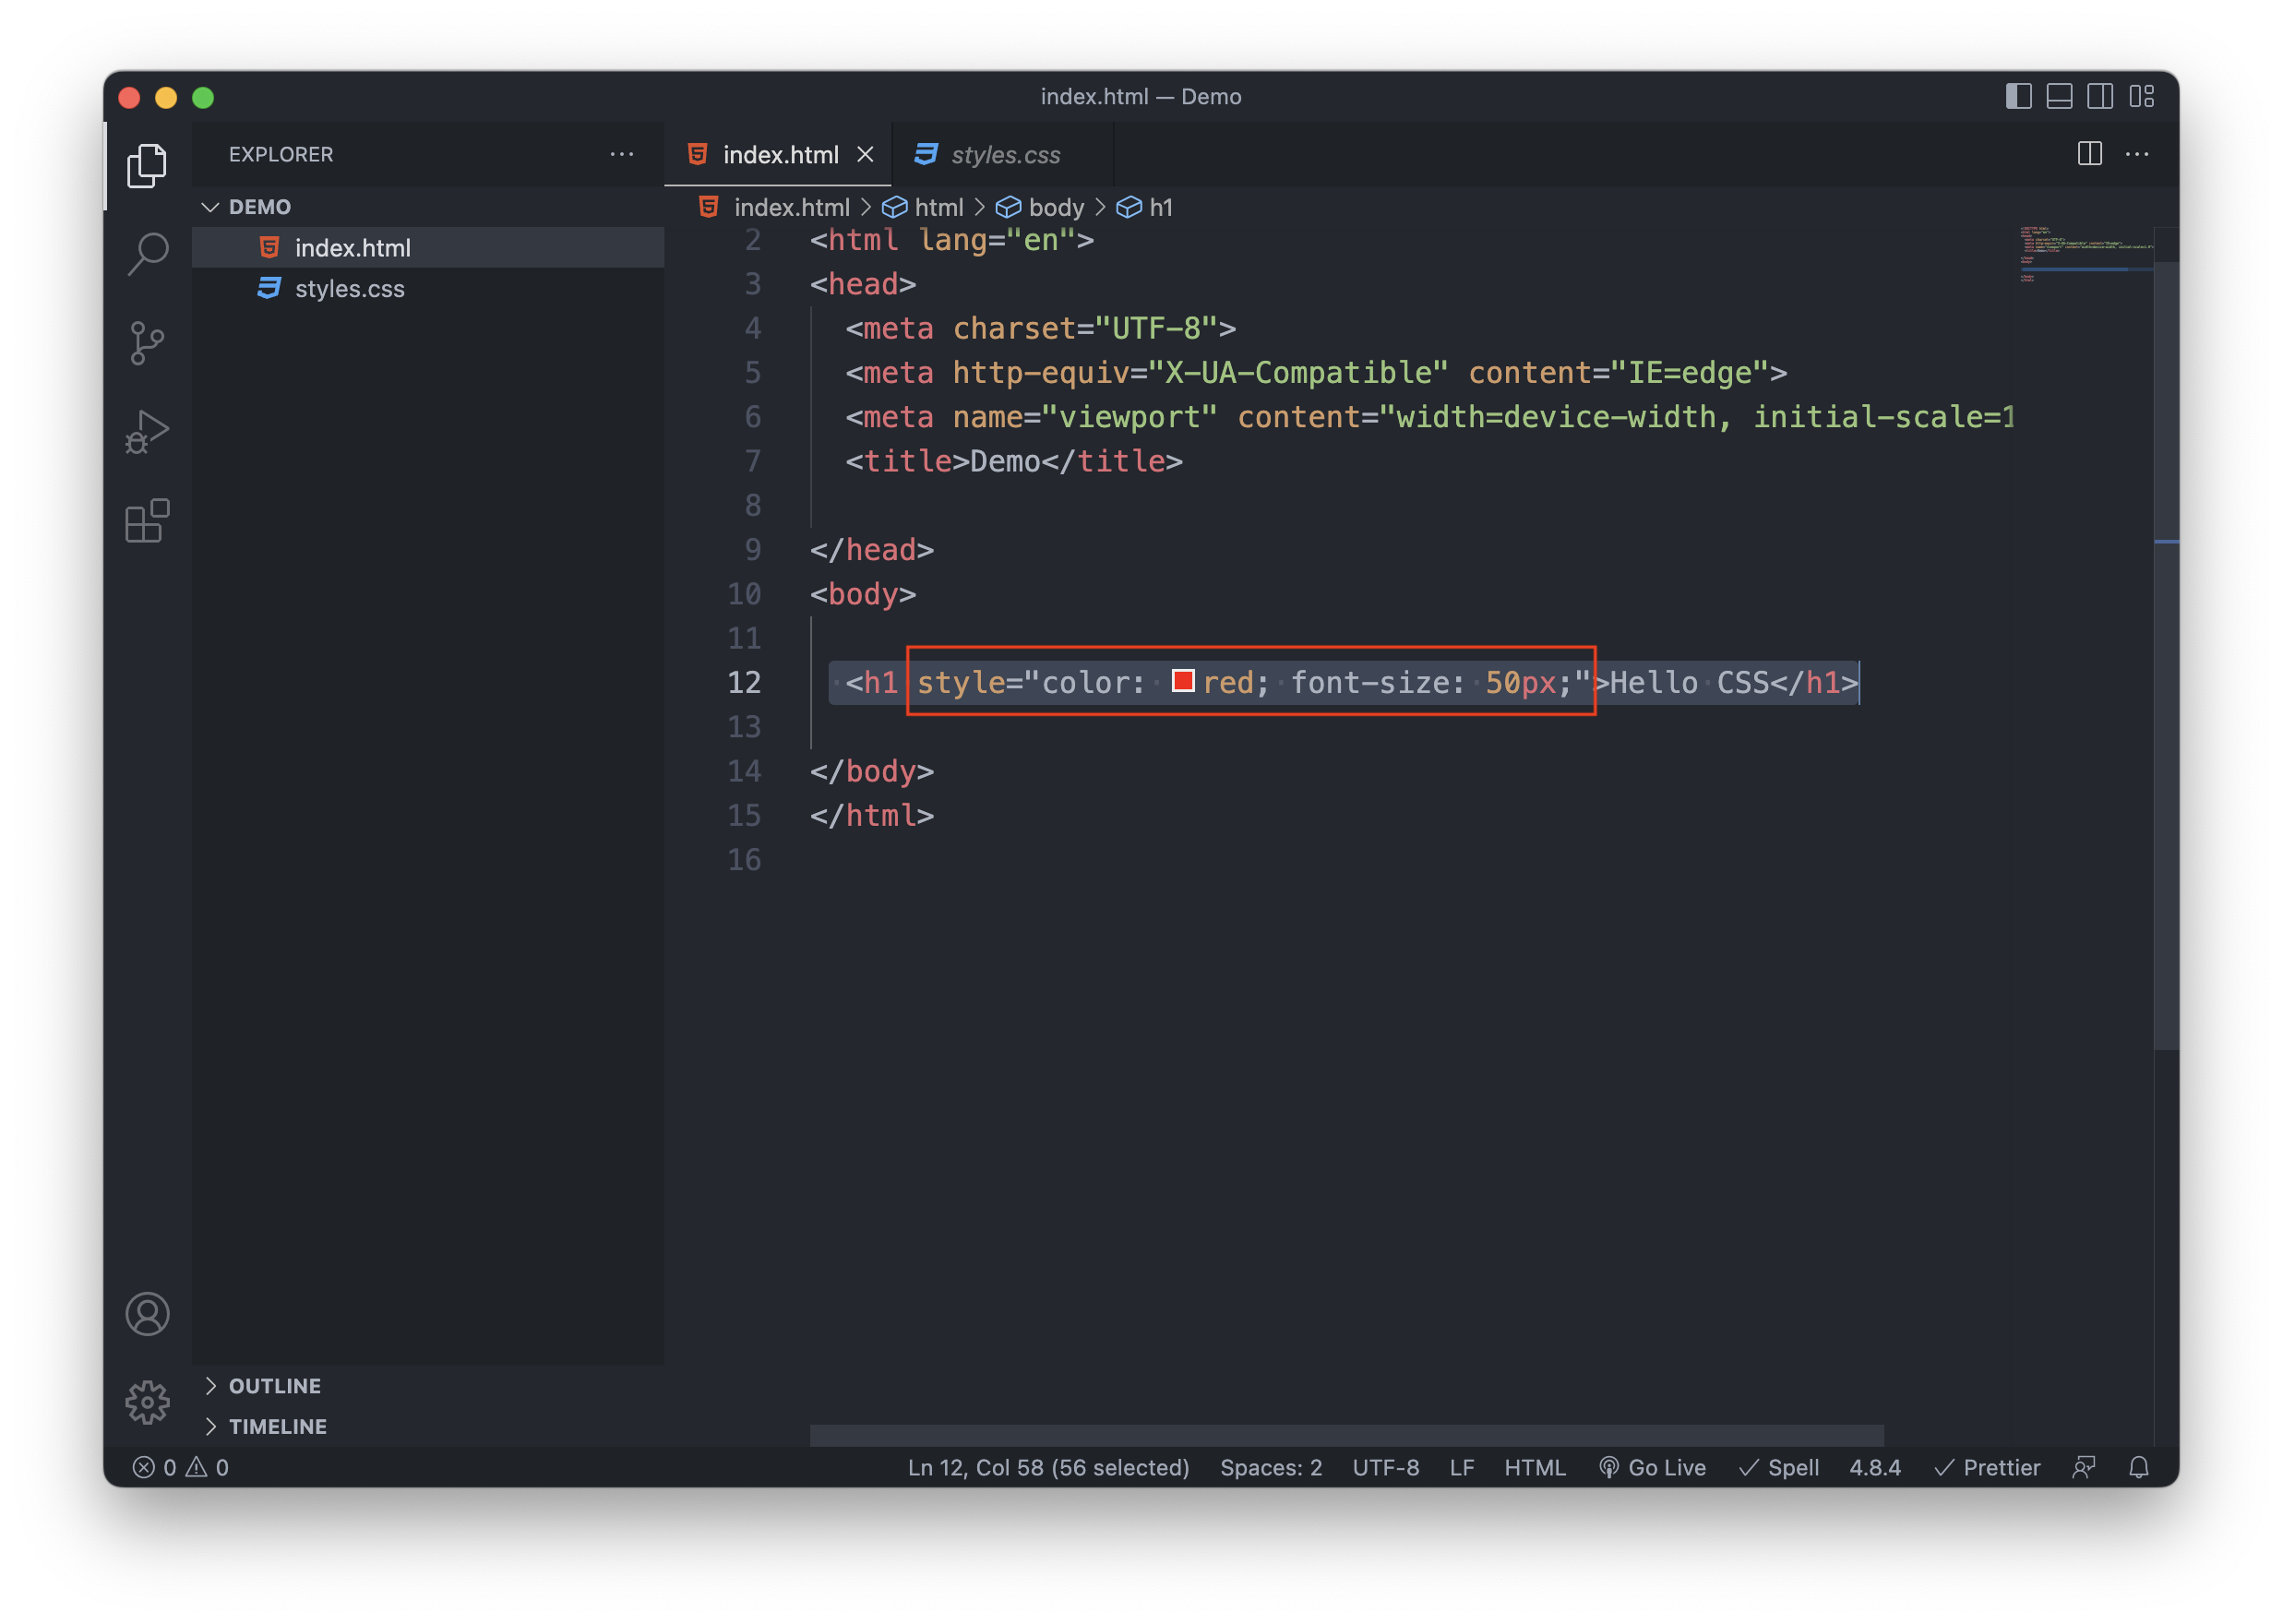 index.html — Demo
EXPLORER
DEMO
index.html
styles.css
OUTLINE
TIMELINE
index.html styles.css
index.html > html > body > h1
2 <html lang="en">
3 <head>
4 <meta charset="UTF-8">
5 <meta http-equiv="X-UA-Compatible" content="IE=edge">
6 <meta name="viewport" content="width=device-width, initial-scale=1
7 <title>Demo</title>
8
9 </head>
10 <body>
11
12 <h1 style="color: red; font-size: 50px;">Hello CSS</h1>
13
14 </body>
15 </html>
16
0 0 Ln 12, Col 58 (56 selected) Spaces: 2 UTF-8 LF HTML Go Live Spell 4.8.4 Prettier